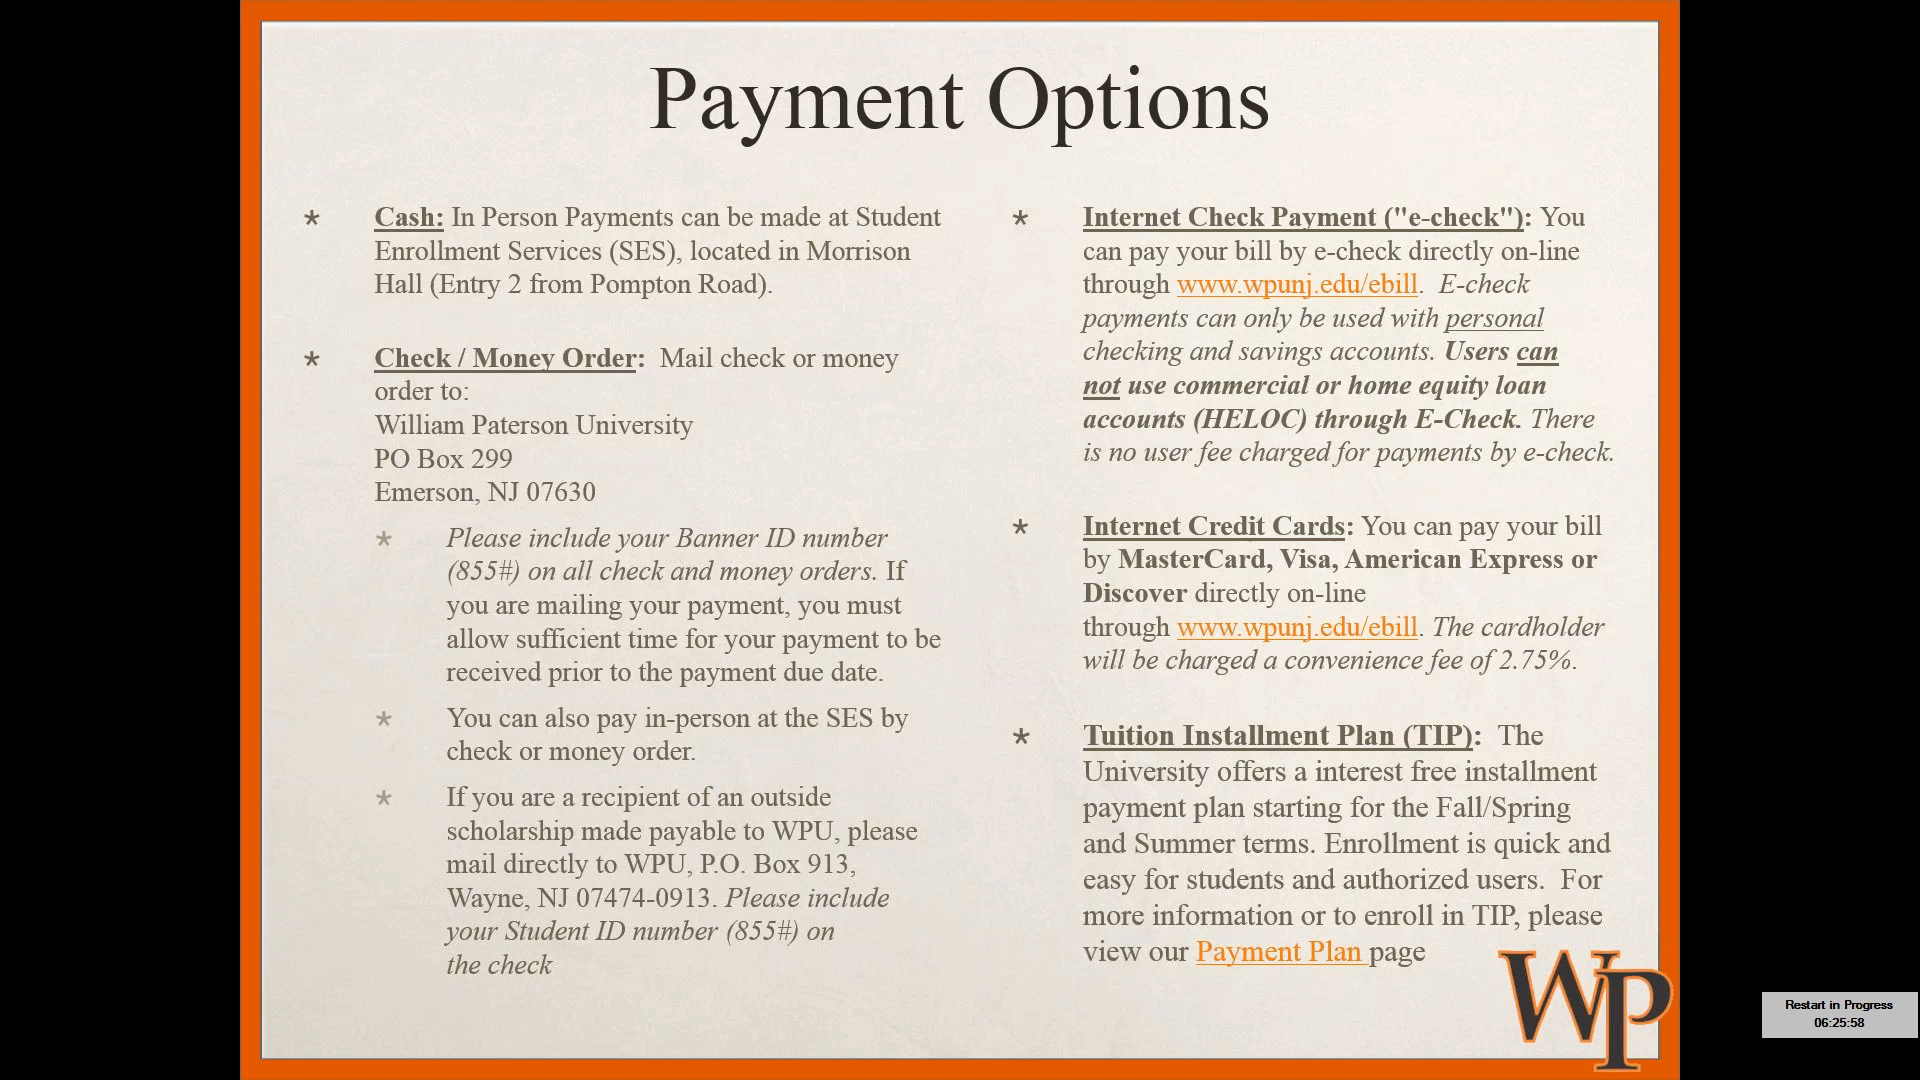 Payment Options
* Cash: In Person Payments can be made at Student
Enrollment Services (SES), located in Morrison
Hall (Entry 2 from Pompton Road).
* Check / Money Order:  Mail check or money
order to:
William Paterson University
PO Box 299
Emerson, NJ 07630
* Please include your Banner ID number
(855#) on all check and money orders. If
you are mailing your payment, you must
allow sufficient time for your payment to be
received prior to the payment due date.
* You can also pay in-person at the SES by
check or money order.
* If you are a recipient of an outside
scholarship made payable to WPU, please
mail directly to WPU, P.O. Box 913,
Wayne, NJ 07474-0913. Please include
your Student ID number (855#) on
the check
* Internet Check Payment ("e-check"): You
can pay your bill by e-check directly on-line
through www.wpunj.edu/ebill.  E-check
payments can only be used with personal
checking and savings accounts. Users can
not use commercial or home equity loan
accounts (HELOC) through E-Check. There
is no user fee charged for payments by e-check.
* Internet Credit Cards: You can pay your bill
by MasterCard, Visa, American Express or
Discover directly on-line
through www.wpunj.edu/ebill. The cardholder
will be charged a convenience fee of 2.75%.
* Tuition Installment Plan (TIP):  The
University offers a interest free installment
payment plan starting for the Fall/Spring
and Summer terms. Enrollment is quick and
easy for students and authorized users.  For
more information or to enroll in TIP, please
view our Payment Plan page
WP
Restart in Progress
06:25:58